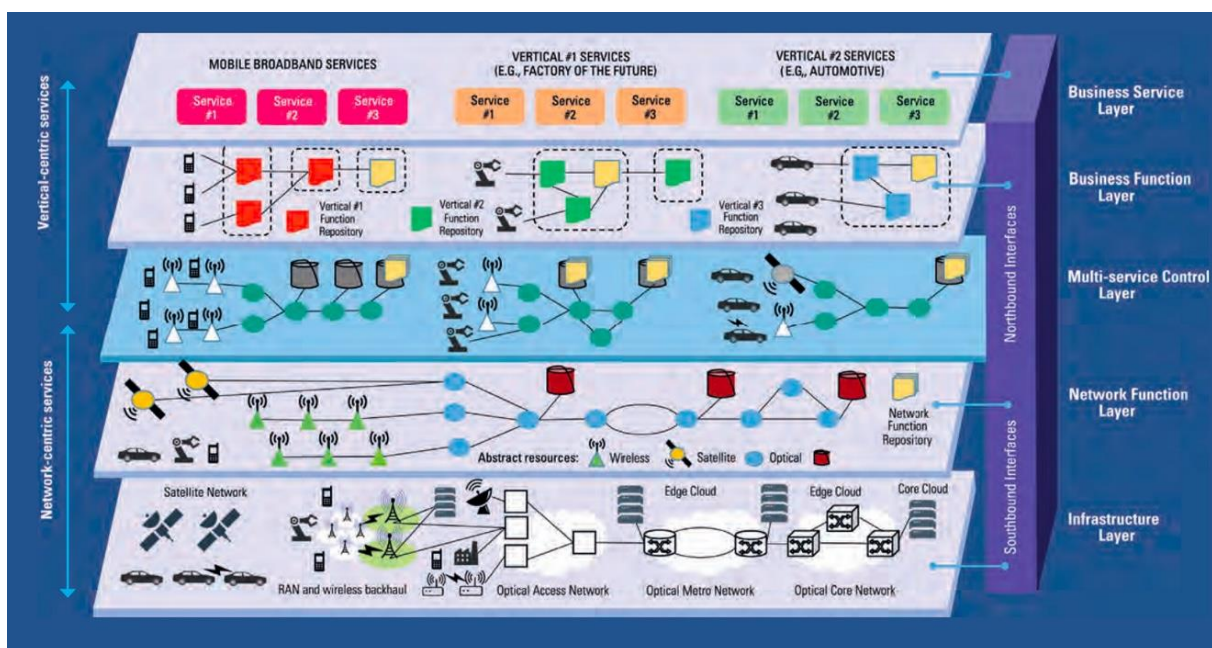 MOBILE BROADBAND SERVICES
VERTICAL #1 SERVICES
(E.G., FACTORY OF THE FUTURE)
VERTICAL #2 SERVICES
(E.G,, AUTOMOTIVE)
Service
#1
Service
#2
Service
#3
Service
#1
Service
#2
Service
#3
Service
#1
Service
#2
Service
#3
Business Service
Layer
Vertical-centric services
Vertical #1
Function
Repository
Vertical #2
Function
Repository
Vertical #3
Function
Repository
Business Function
Layer
Northbound Interfaces
Multi-service Control
Layer
Network-centric services
Network
Function
Repository
Abstract resources:
Wireless
Satellite
Optical
Network Function
Layer
Southbound Interfaces
Satellite Network
Edge Cloud
Edge Cloud
Core Cloud
RAN and wireless backhaul
Optical Access Network
Optical Metro Network
Optical Core Network
Infrastructure
Layer